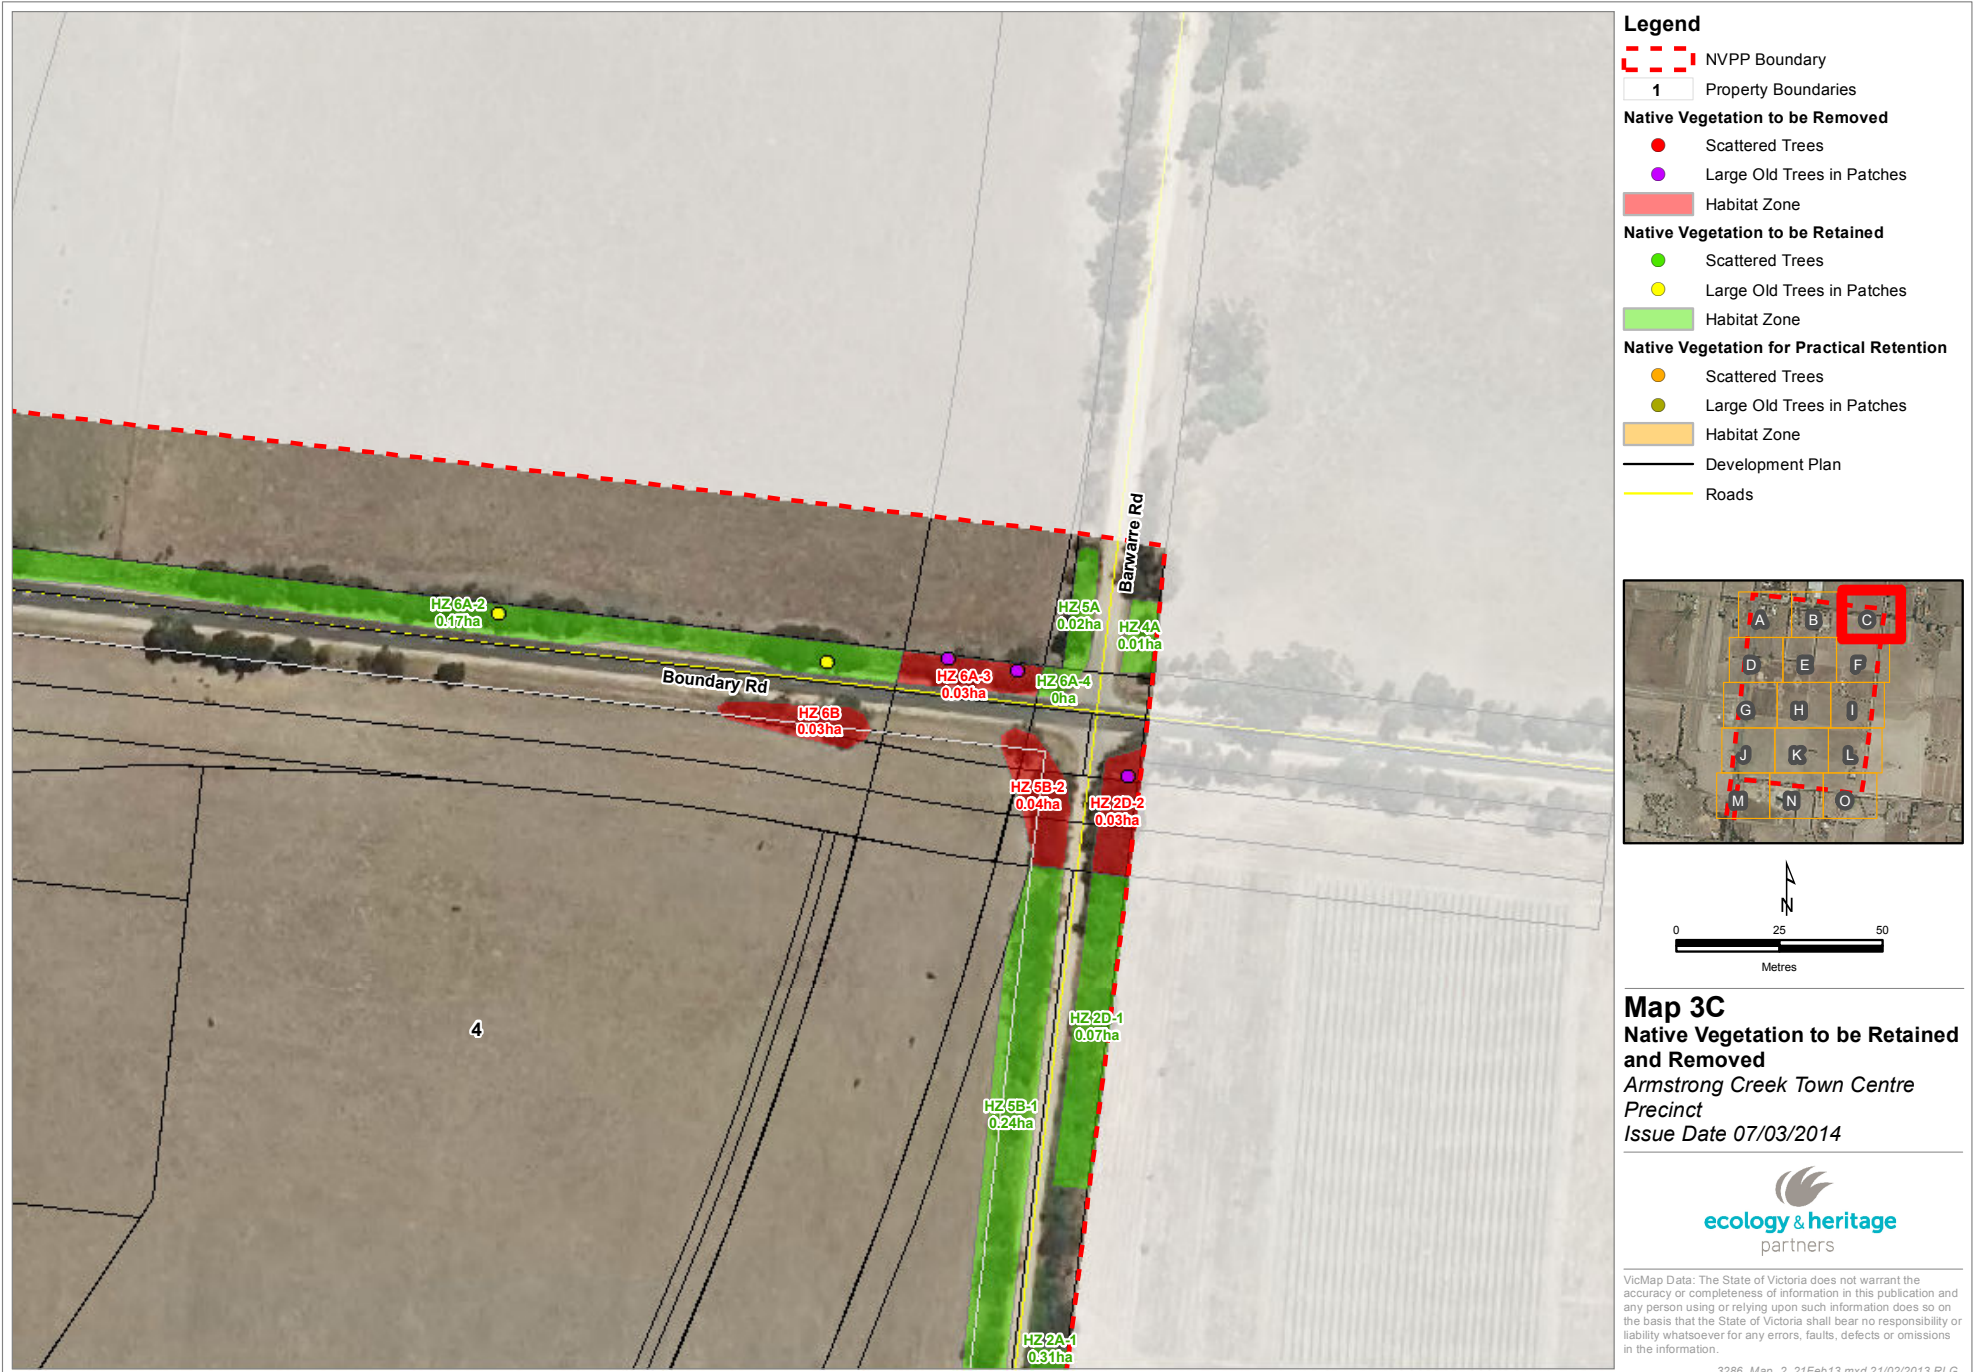 Legend
NVPP Boundary
1 Property Boundaries
Native Vegetation to be Removed
Scattered Trees
Large Old Trees in Patches
Habitat Zone
Native Vegetation to be Retained
Scattered Trees
Large Old Trees in Patches
Habitat Zone
Native Vegetation for Practical Retention
Scattered Trees
Large Old Trees in Patches
Habitat Zone
Development Plan
Roads
Barwarre Rd
HZ 6A-2
0.17ha
HZ 5A
0.02ha
HZ 4A
0.01ha
HZ 6A-3
0.03ha
HZ 6A-4
0ha
Boundary Rd
HZ 6B
0.03ha
HZ 5B-2
0.04ha
HZ 2D-2
0.03ha
HZ 2D-1
0.07ha
4
HZ 5B-1
0.24ha
HZ 2A-1
0.31ha
A B C
D E F
G H I
J K L
M N O
N
0 25 50
Metres
Map 3C
Native Vegetation to be Retained
and Removed
Armstrong Creek Town Centre
Precinct
Issue Date 07/03/2014
ecology & heritage
partners
VicMap Data: The State of Victoria does not warrant the
accuracy or completeness of information in this publication and
any person using or relying upon such information does so on
the basis that the State of Victoria shall bear no responsibility or
liability whatsoever for any errors, faults, defects or omissions
in the information.
3286_Map_2_21Feb13.mxd 21/02/2013 RLG